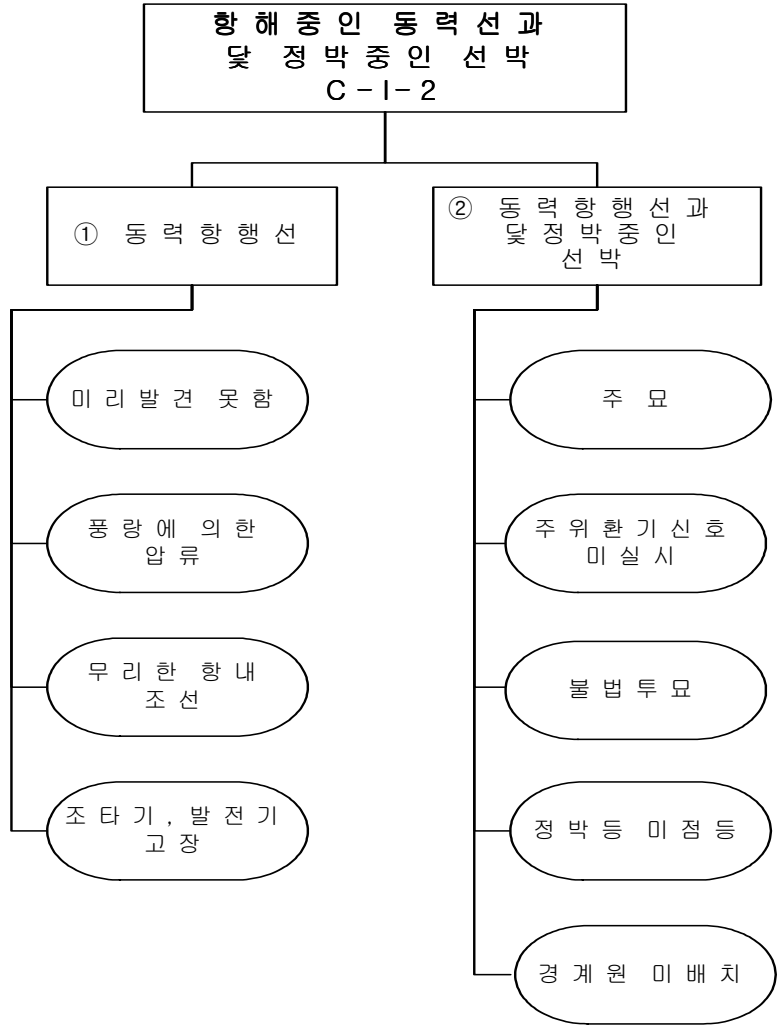 항해중인 동력선과
닻 정박중인 선박
C-I-2
① 동력항행선
② 동력항행선과
닻정박중인
선박
미리발견 못함
풍랑에 의한
압류
무리한 항내
조선
조타기, 발전기
고장
주 묘
주위환기신호
미실시
불법투묘
정박등 미점등
경계원 미배치